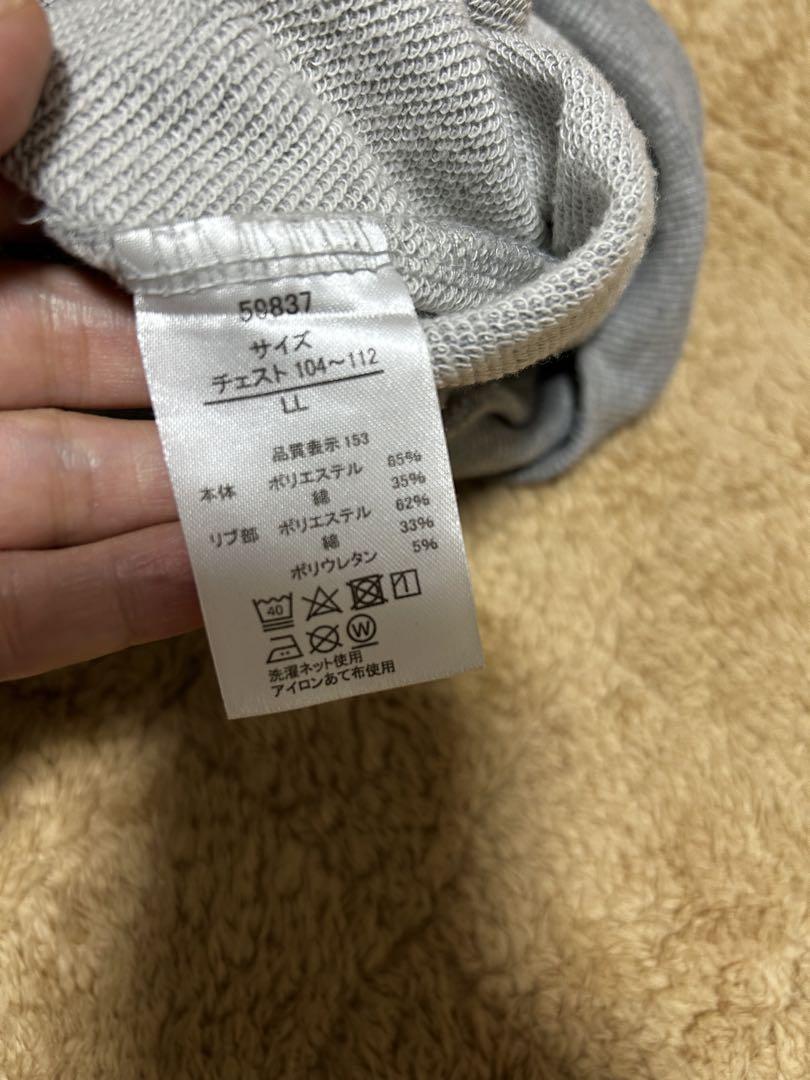 59837
サイズ
チェスト 104～112
LL
品質表示 153
本体 ポリエステル 65%
綿 35%
リブ部 ポリエステル 62%
綿 33%
ポリウレタン 5%
40
W
洗濯ネット使用
アイロンあて布使用